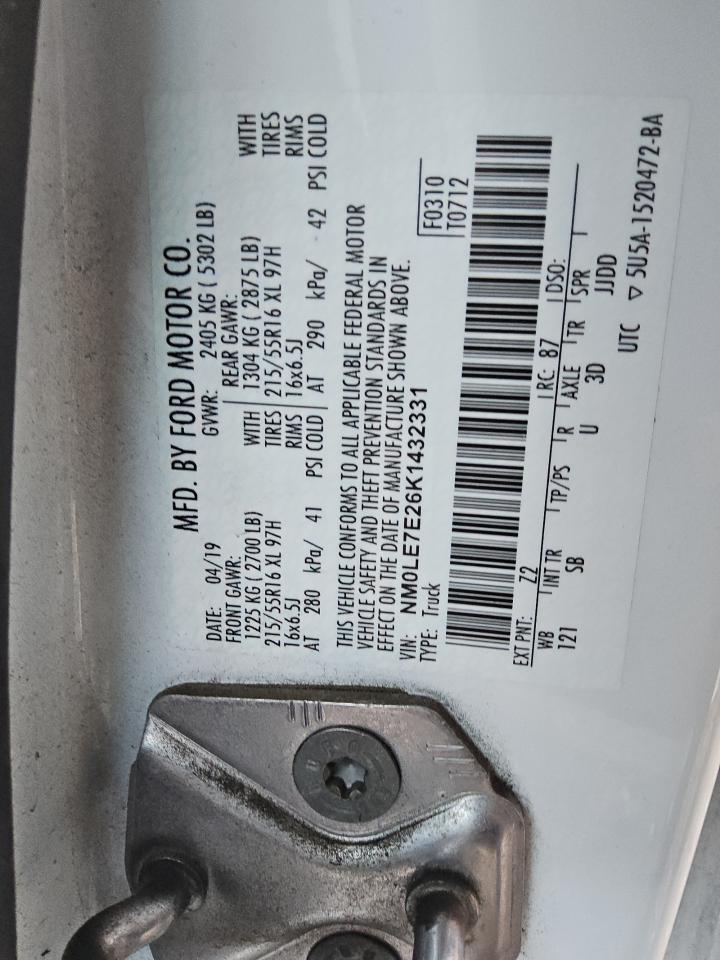 MFD. BY FORD MOTOR CO.
DATE: 04/19 GVWR: 2405 KG ( 5302 LB)
FRONT GAWR: REAR GAWR:
1225 KG ( 2700 LB) WITH 1304 KG ( 2875 LB) WITH
215/55R16 XL 97H TIRES 215/55R16 XL 97H TIRES
16x6.5J RIMS 16x6.5J RIMS
AT 280 kPa/ 41 PSI COLD AT 290 kPa/ 42 PSI COLD
THIS VEHICLE CONFORMS TO ALL APPLICABLE FEDERAL MOTOR
VEHICLE SAFETY AND THEFT PREVENTION STANDARDS IN
EFFECT ON THE DATE OF MANUFACTURE SHOWN ABOVE.
VIN: NM0LE7E26K1432331
TYPE: Truck
F0310
T0712
EXT PNT: Z2 RC: 87 DSO:
WB INT TR TP/PS R AXLE TR SPR
121 SB U 3D JJDD
UTC ▽ 5U5A-1520472-BA